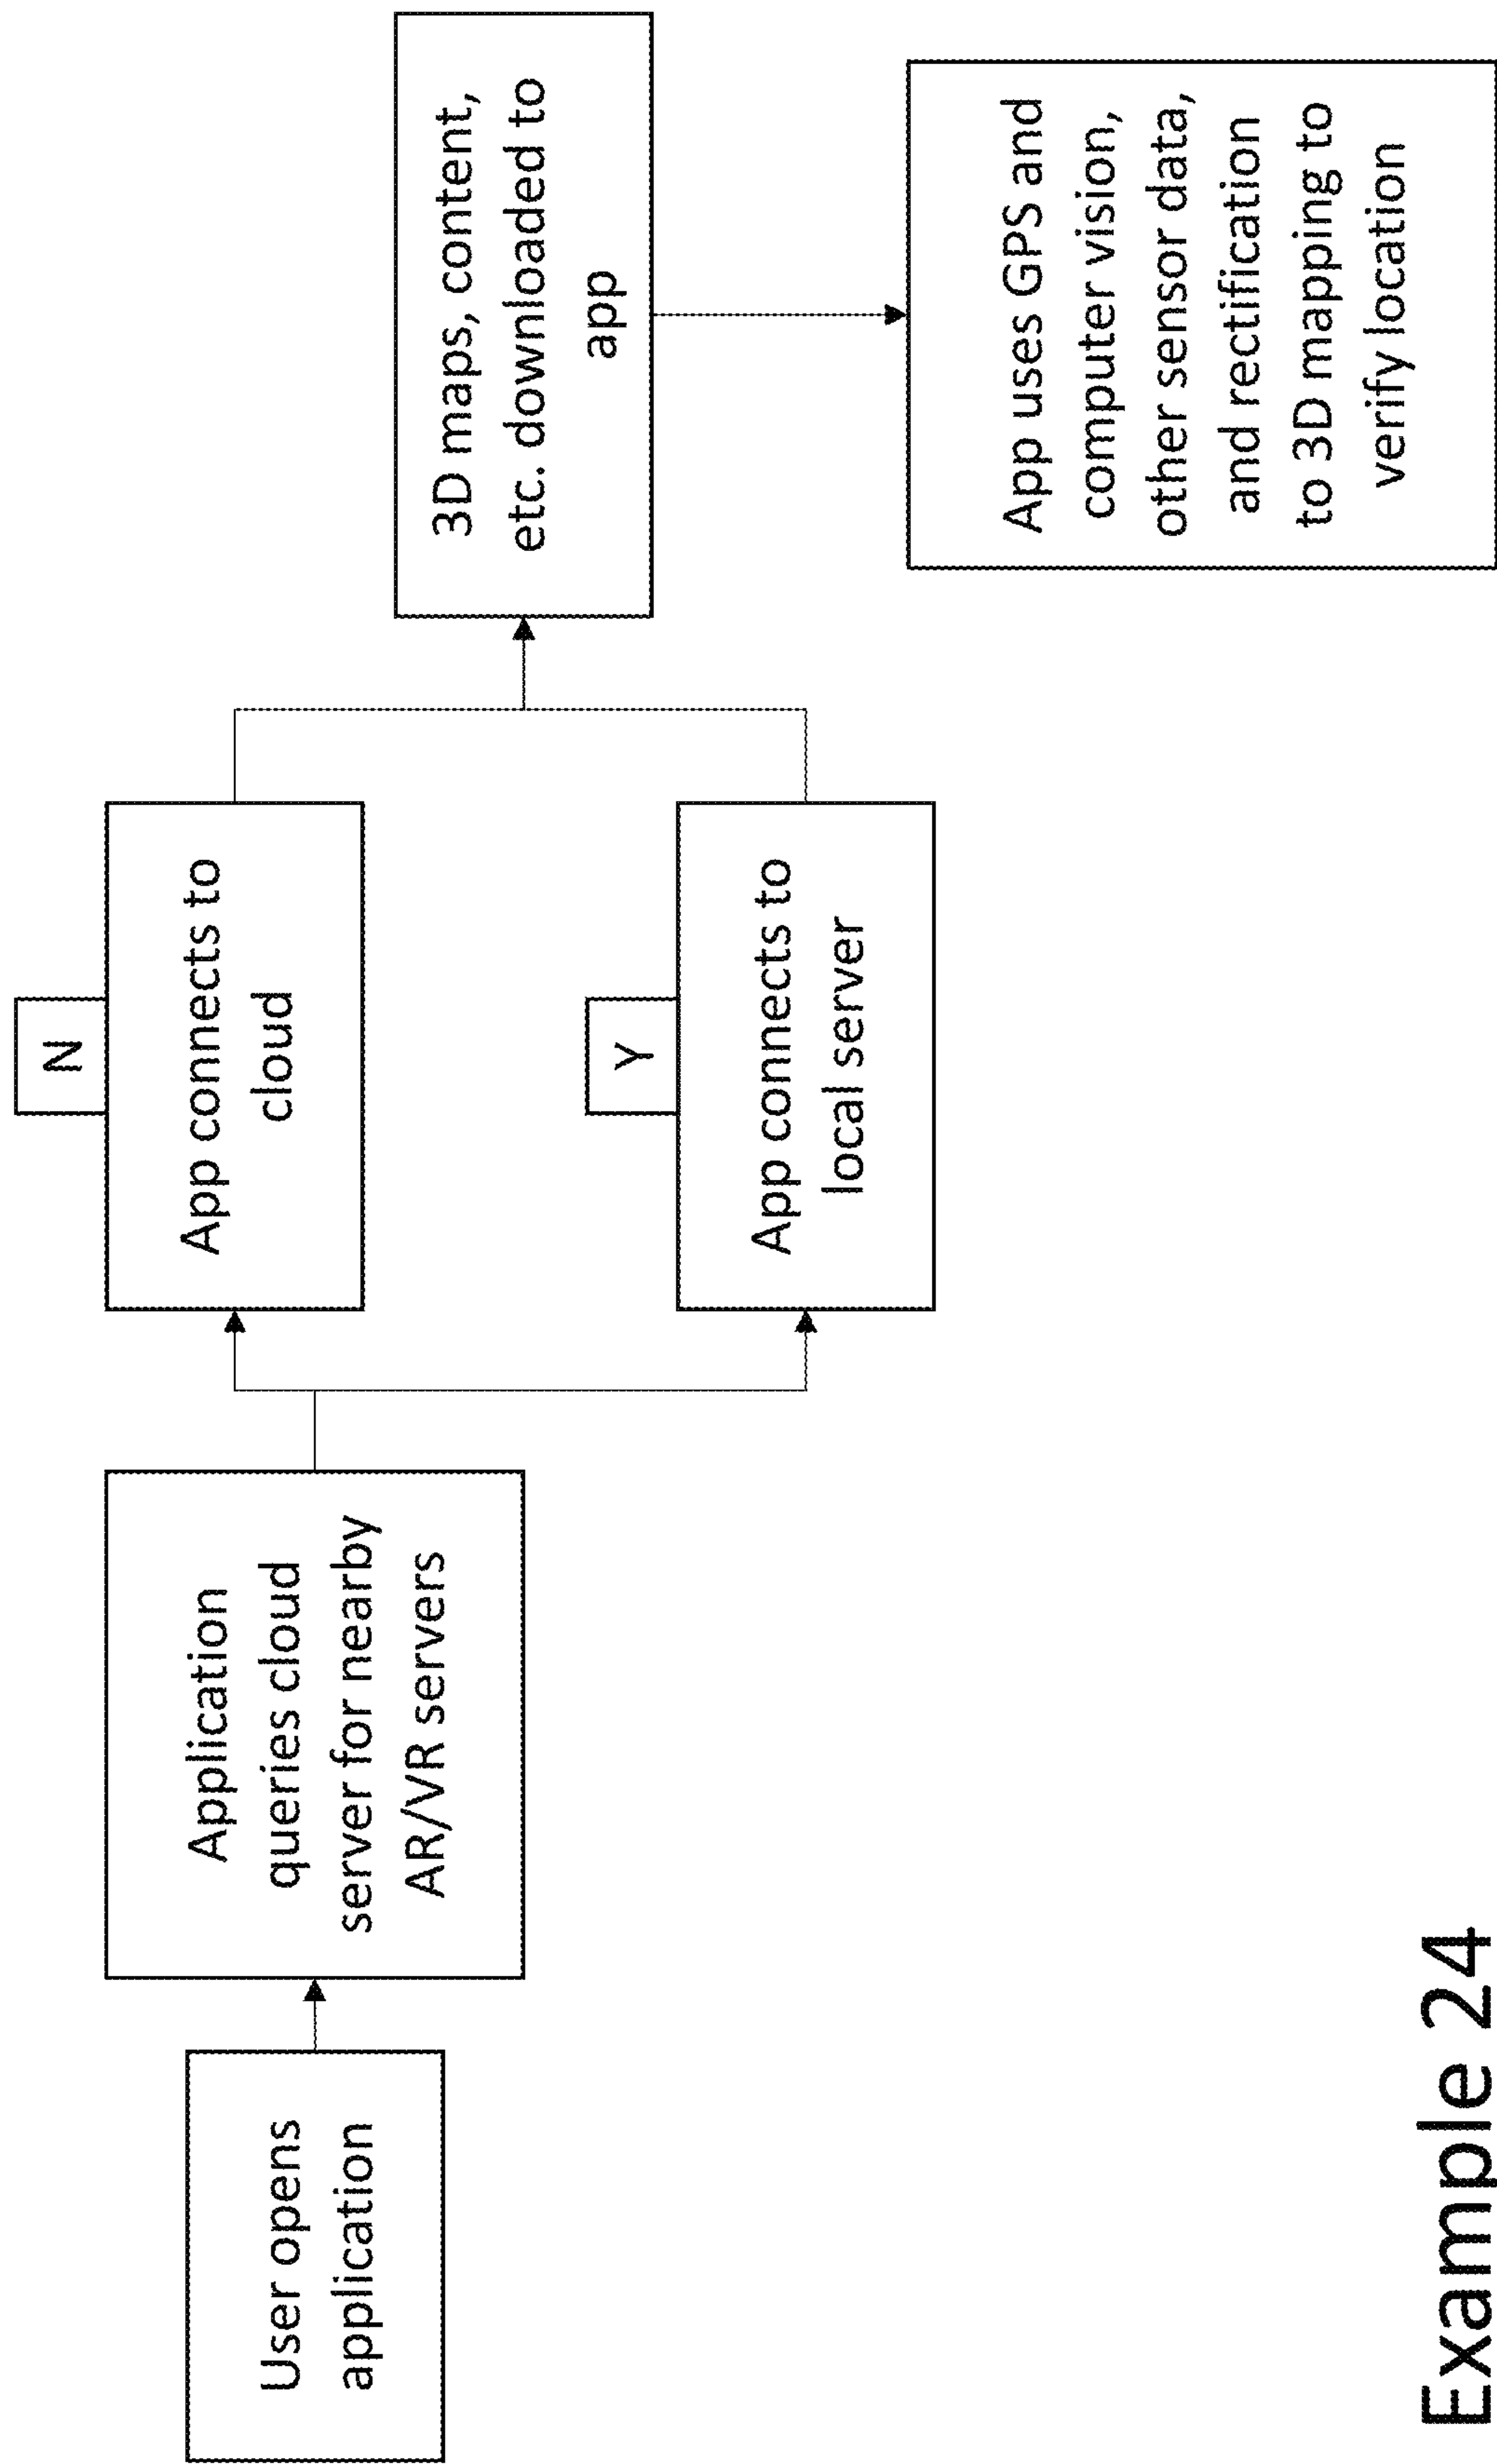 User opens
application
Application
queries cloud
server for nearby
AR/VR servers
N
App connects to
cloud
Y
App connects to
local server
3D maps, content,
etc. downloaded to
app
App uses GPS and
computer vision,
other sensor data,
and rectification
to 3D mapping to
verify location
Example 24